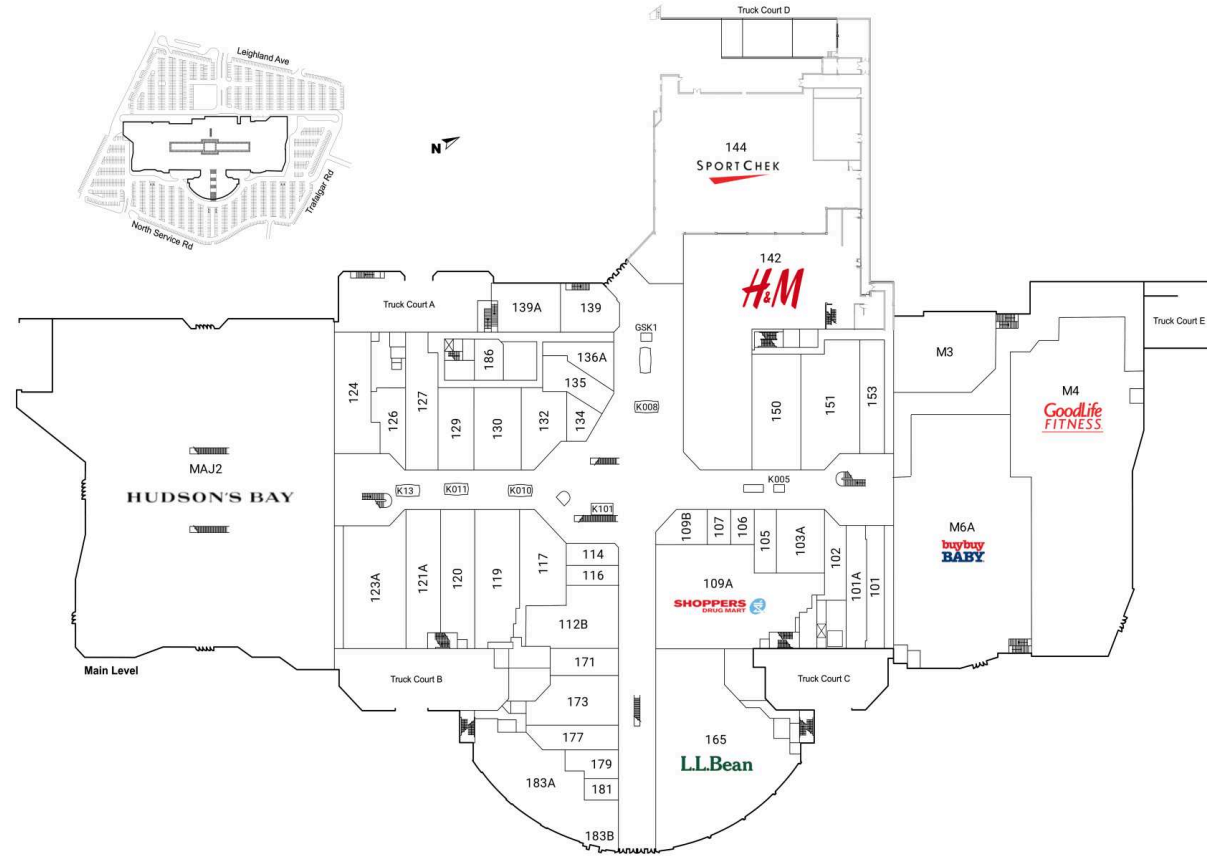 Truck Court D
Leighland Ave
N
Trafalgar Rd
North Service Rd
144
SPORTCHEK
142
H&M
Truck Court A
139A
139
GSK1
Truck Court E
M3
M4
GoodLife
FITNESS
124
126
127
186
136A
135
134
129
130
132
K008
150
151
153
MAJ2
HUDSON'S BAY
K13
K011
K010
K101
K005
M6A
buybuy
BABY
123A
121A
120
119
117
114
116
112B
109B
107
106
105
103A
102
101A
101
109A
SHOPPERS
DRUG MART
Main Level
Truck Court B
171
173
177
179
181
183A
183B
Truck Court C
165
L.L.Bean